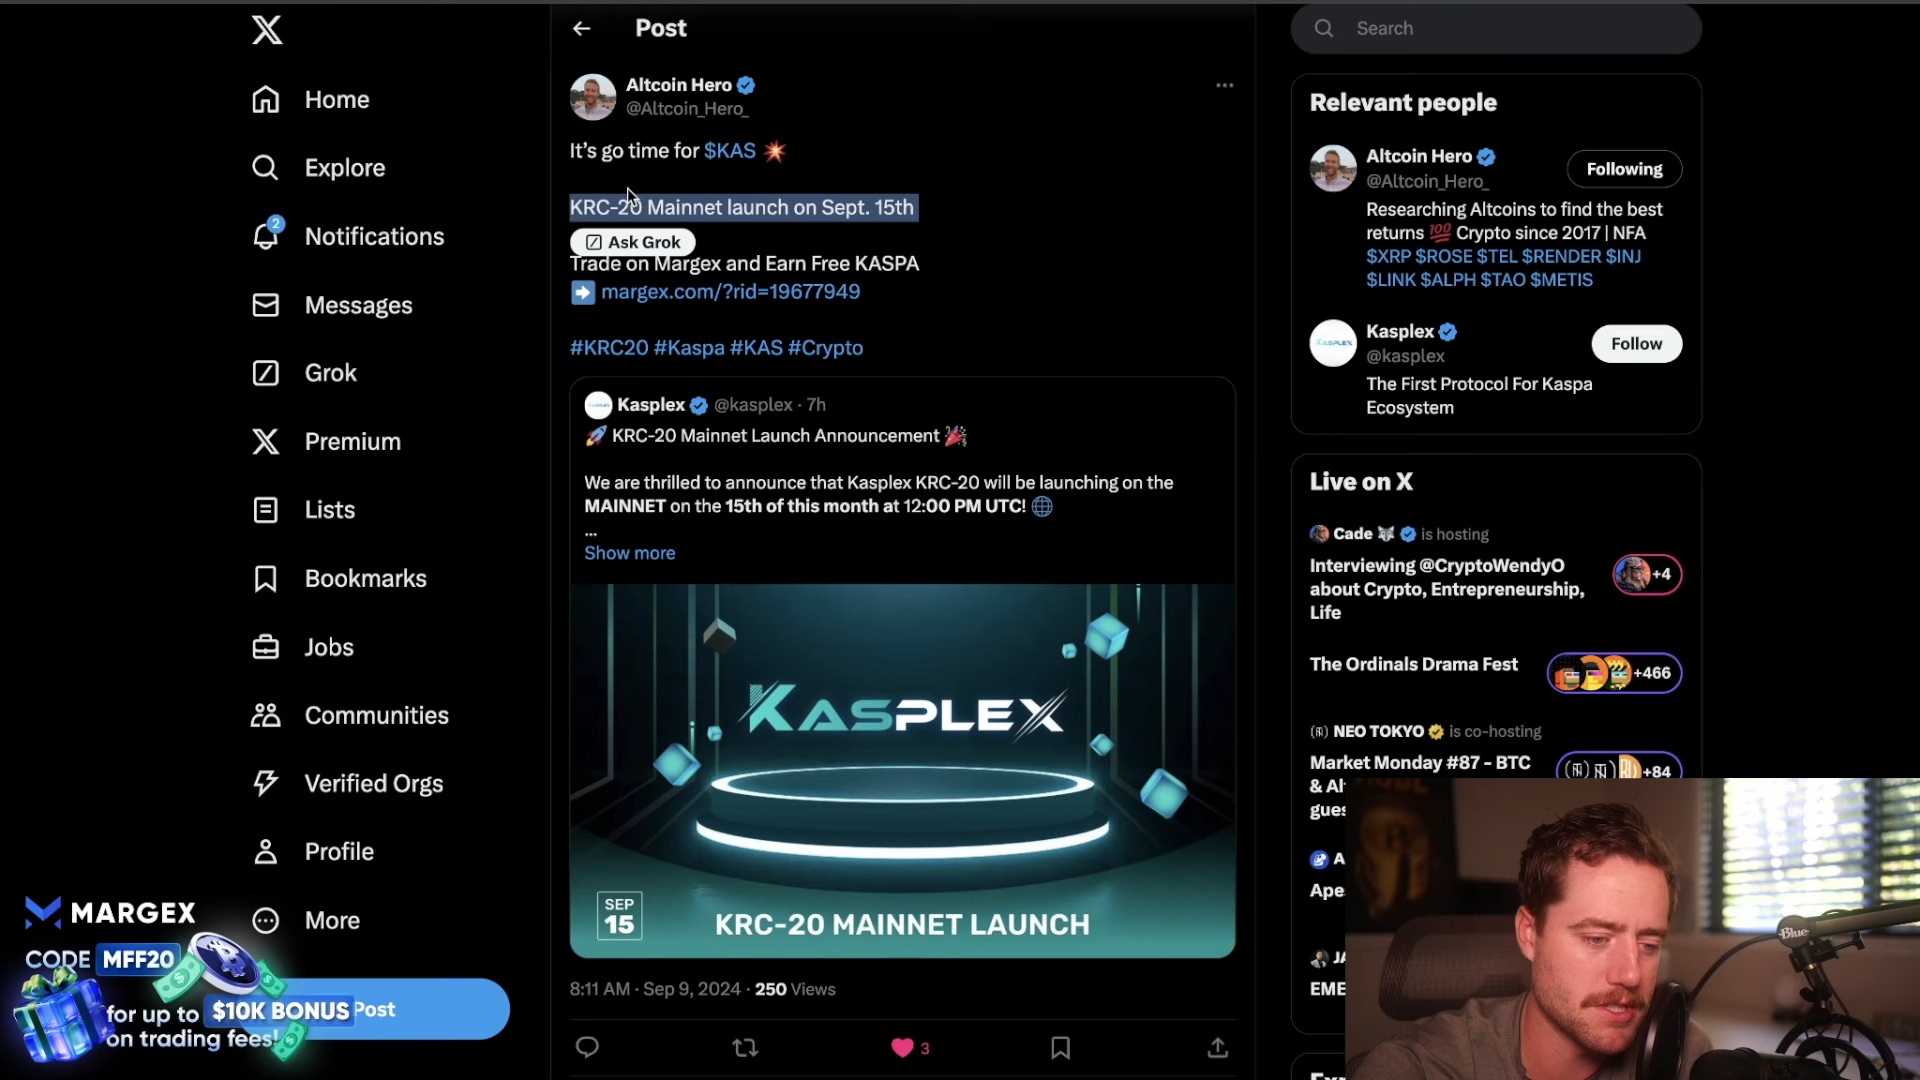 Home
Explore
2
Notifications
Messages
Grok
Premium
Lists
Bookmarks
Jobs
Communities
Verified Orgs
Profile
More
Post
MARGEX
CODE MFF20
for up to $10K BONUS
on trading fees!
Post
Altcoin Hero
@Altcoin_Hero_
It's go time for $KAS 💥
KRC-20 Mainnet launch on Sept. 15th
Ask Grok
Trade on Margex and Earn Free KASPA
➡️ margex.com/?rid=19677949
#KRC20 #Kaspa #KAS #Crypto
Kasplex @kasplex · 7h
🚀 KRC-20 Mainnet Launch Announcement 🎉
We are thrilled to announce that Kasplex KRC-20 will be launching on the
MAINNET on the 15th of this month at 12:00 PM UTC! 🌐
...
Show more
KASPLEX
SEP
15
KRC-20 MAINNET LAUNCH
8:11 AM · Sep 9, 2024 · 250 Views
3
Search
Relevant people
Altcoin Hero
@Altcoin_Hero_
Following
Researching Altcoins to find the best
returns 💯 Crypto since 2017 | NFA
$XRP $ROSE $TEL $RENDER $INJ
$LINK $ALPH $TAO $METIS
KASPLEX
Kasplex
@kasplex
Follow
The First Protocol For Kaspa
Ecosystem
Live on X
Cade 🐺 is hosting
Interviewing @CryptoWendyO
about Crypto, Entrepreneurship,
Life
+4
The Ordinals Drama Fest
+466
NEO TOKYO is co-hosting
Market Monday #87 - BTC
+84
& Al
gues
A
Ape
JA
EME
Blue